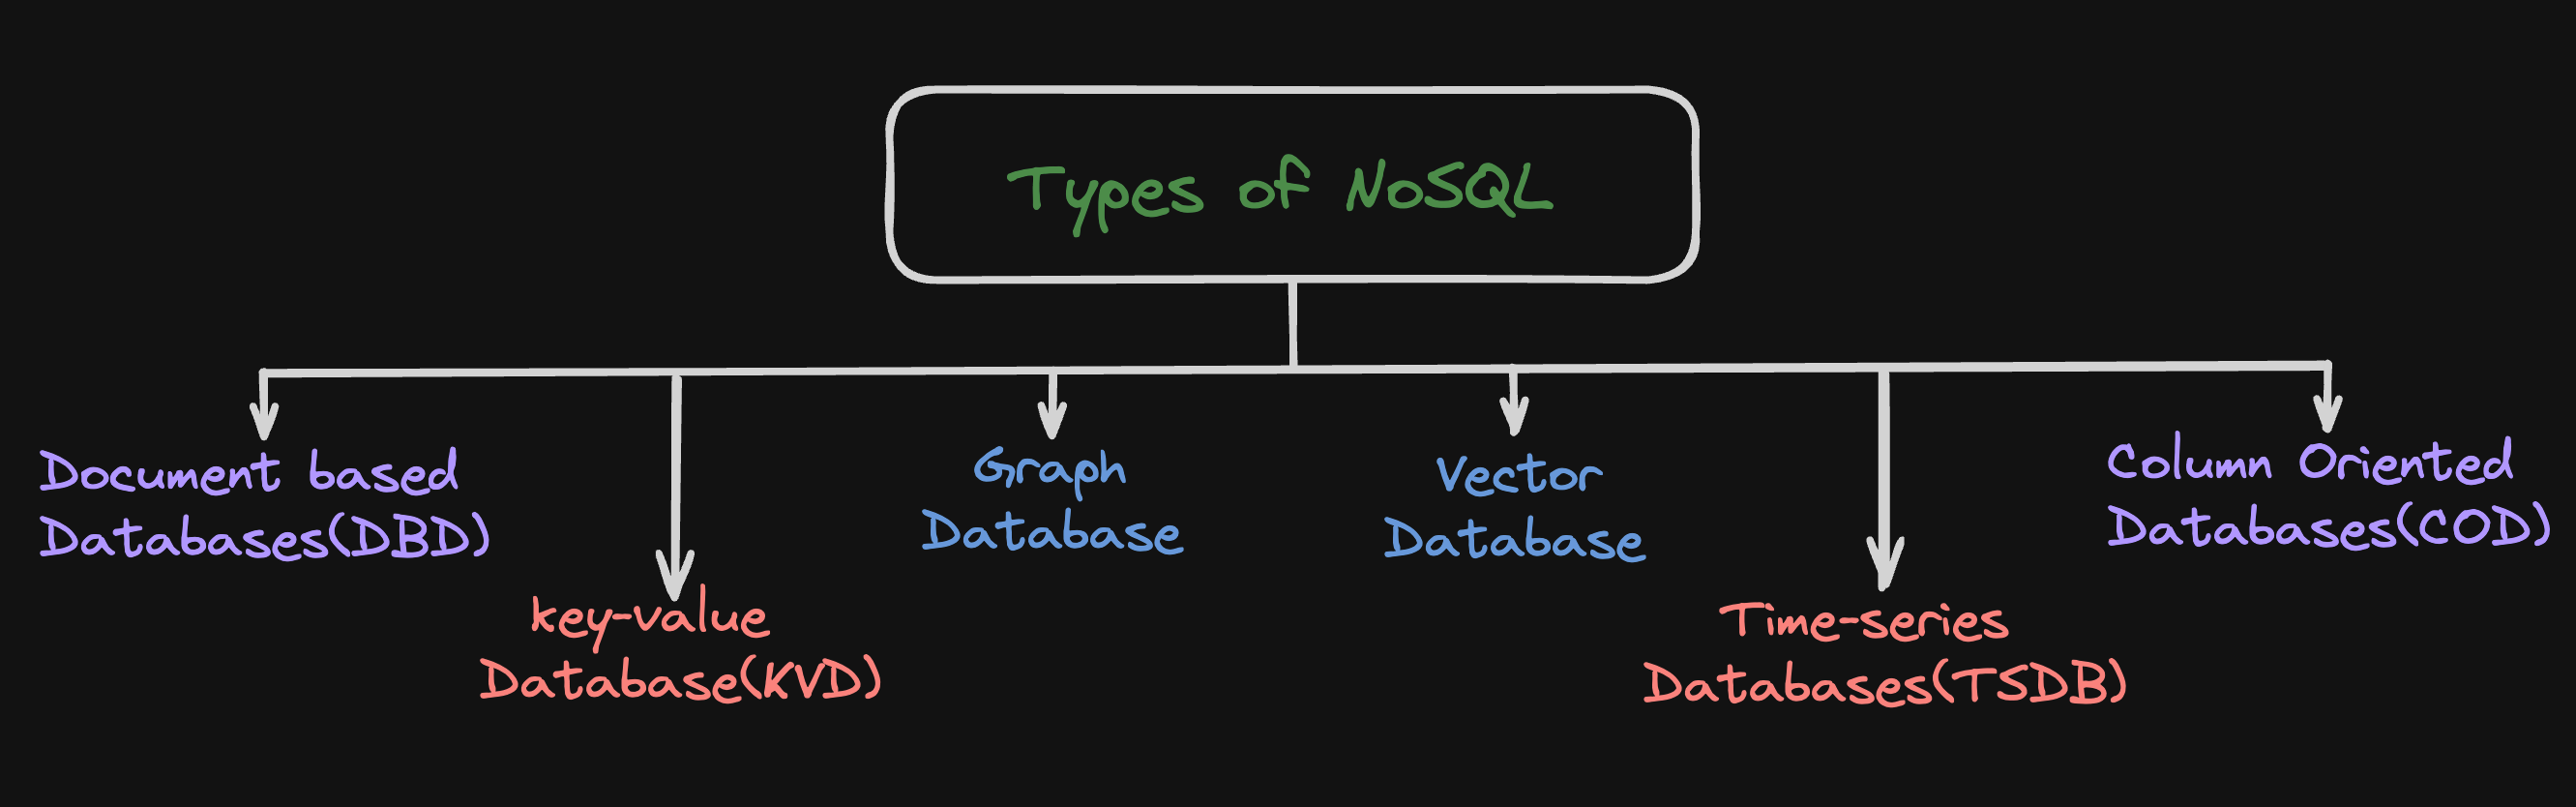 Types of NoSQL
Document based
Databases(DBD)
key-value
Database(KVD)
Graph
Database
Vector
Database
Time-series
Databases(TSDB)
Column Oriented
Databases(COD)